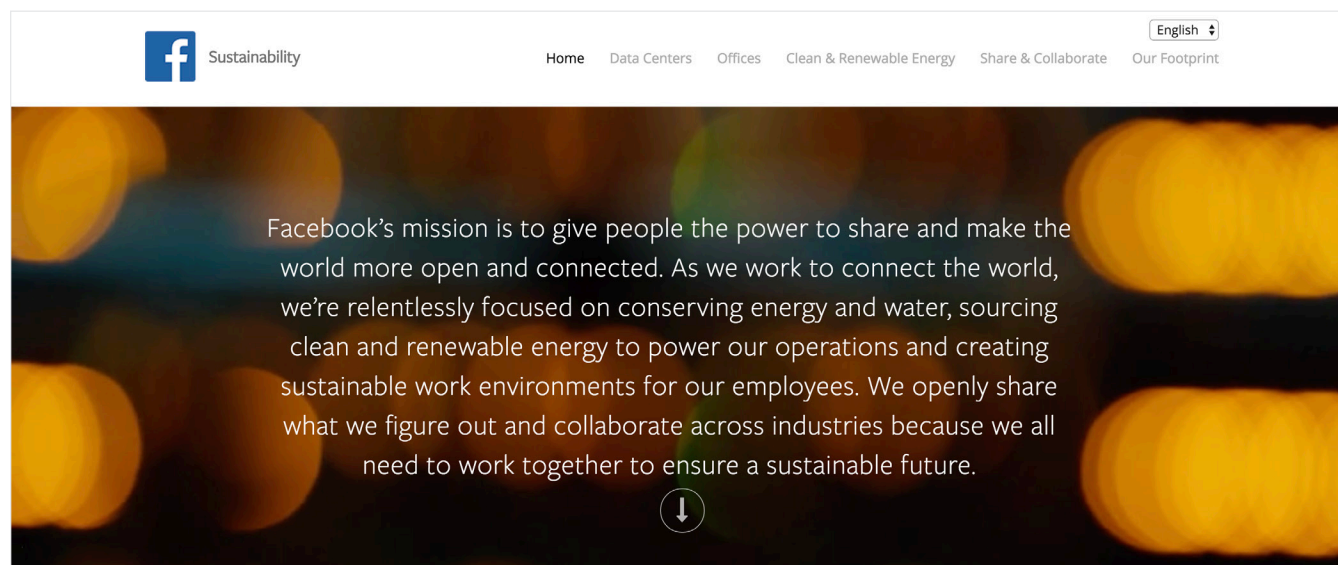 English
Sustainability
Home Data Centers Offices Clean & Renewable Energy Share & Collaborate Our Footprint
Facebook’s mission is to give people the power to share and make the
world more open and connected. As we work to connect the world,
we’re relentlessly focused on conserving energy and water, sourcing
clean and renewable energy to power our operations and creating
sustainable work environments for our employees. We openly share
what we figure out and collaborate across industries because we all
need to work together to ensure a sustainable future.